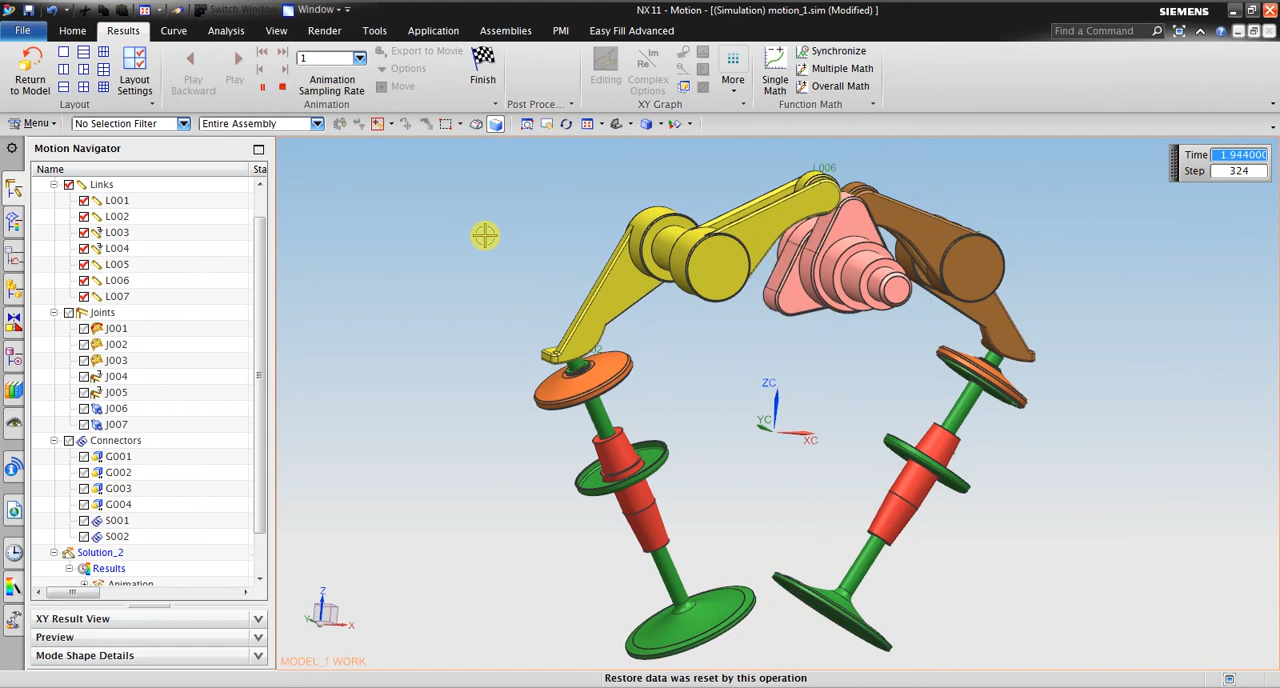 NX 11 - Motion - [(Simulation) motion_1.sim (Modified) ]
SIEMENS
Switch Window
Window
File
Home
Results
Curve
Analysis
View
Render
Tools
Application
Assemblies
PMI
Easy Fill Advanced
Find a Command
Return to Model
Layout Settings
Layout
Play Backward
Play
1
Animation Sampling Rate
Export to Movie
Options
Move
Finish
Animation
Post Proce...
Editing
Complex Options
More
XY Graph
Single Math
Synchronize
Multiple Math
Overall Math
Function Math
Menu
No Selection Filter
Entire Assembly
Motion Navigator
Name
Sta
Links
L001
L002
L003
L004
L005
L006
L007
Joints
J001
J002
J003
J004
J005
J006
J007
Connectors
G001
G002
G003
G004
S001
S002
Solution_2
Results
Animation
XY Result View
Preview
Mode Shape Details
Time 1.944000
Step 324
L006
ZC
YC
XC
Z
Y
X
MODEL_1 WORK
Restore data was reset by this operation